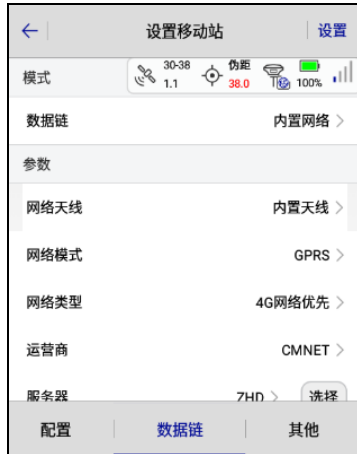 设置移动站 设置
模式 30-38 1.1 伪距 38.0 100%
数据链 内置网络
参数
网络天线 内置天线
网络模式 GPRS
网络类型 4G网络优先
运营商 CMNET
服务器 ZHD 选择
配置 数据链 其他